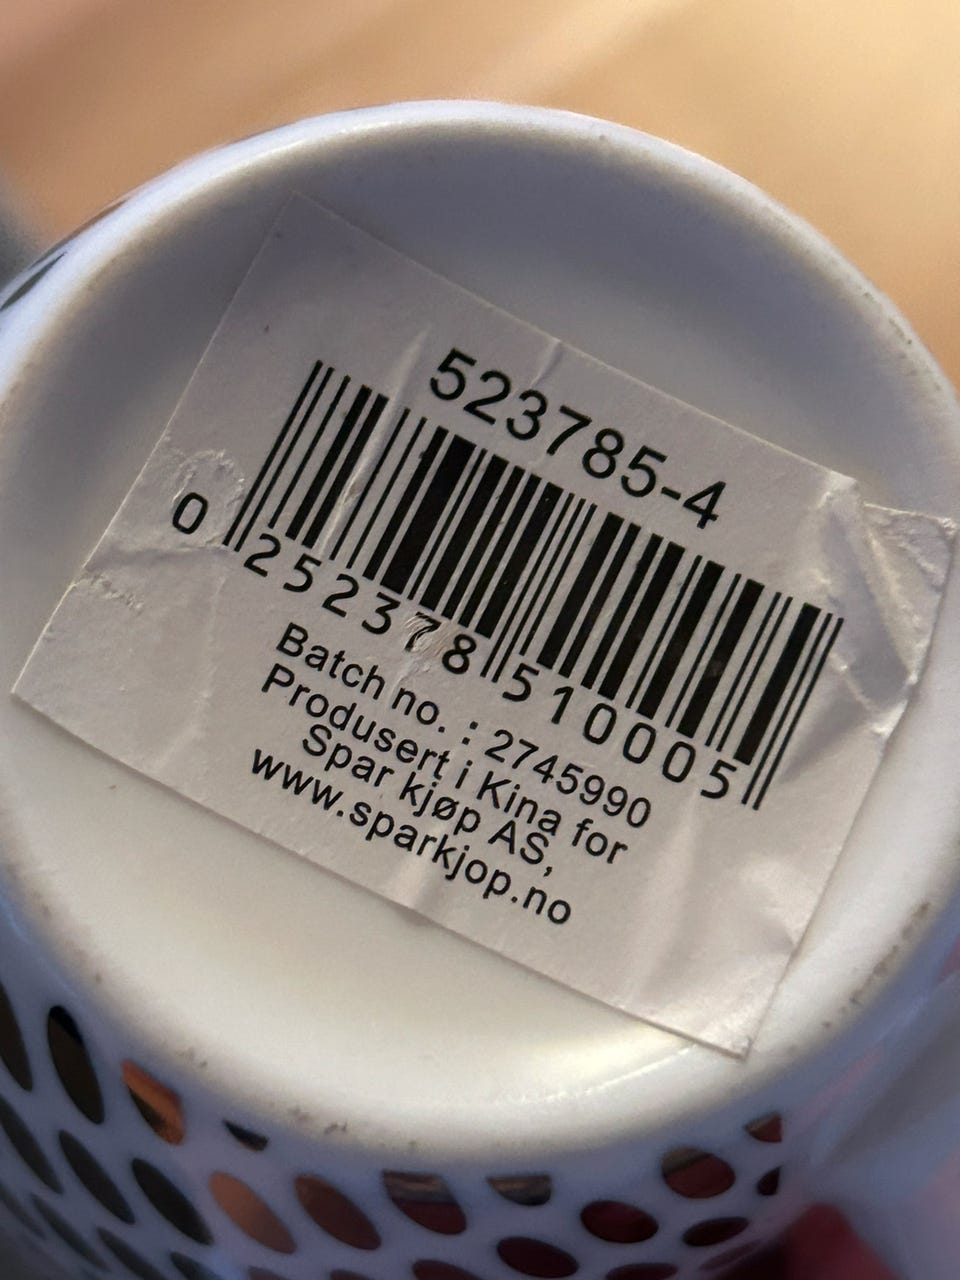 523785-4
0 252378 510005
Batch no. : 2745990
Produsert i Kina for
Spar kjøp AS,
www.sparkjop.no